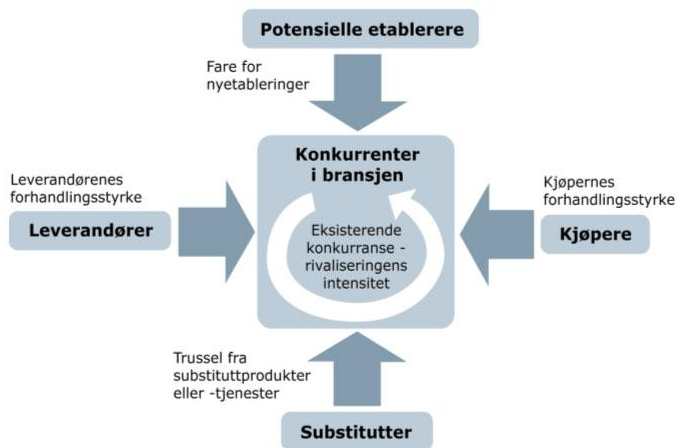 Potensielle etablerere
Fare for
nyetableringer
Konkurrenter
i bransjen
Leverandørenes
forhandlingsstyrke
Leverandører
Eksisterende
konkurranse -
rivaliseringens
intensitet
Kjøpernes
forhandlingsstyrke
Kjøpere
Trussel fra
substituttprodukter
eller -tjenester
Substitutter